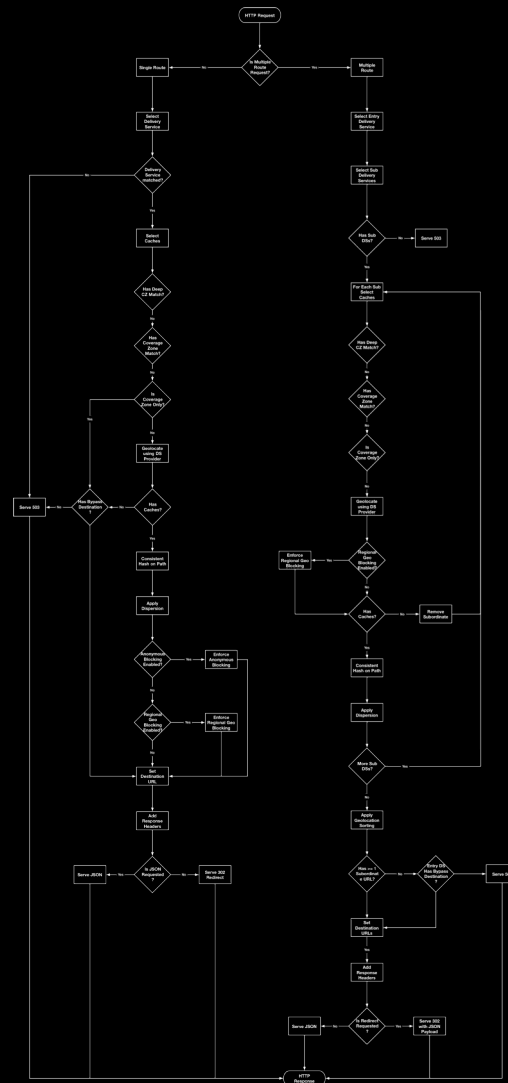 HTTP Request
Is Multiple
Route
Request?
No
Yes
Single Route
Multiple
Route
Select
Delivery
Service
Select Entry
Delivery
Service
Delivery
Service
matched?
No
Yes
Select Sub
Delivery
Services
Select
Caches
Has Sub
DSs?
No
Serve 503
Yes
Has Deep
CZ Match?
No
For Each Sub
Select
Caches
Has
Coverage
Zone
Match?
No
Has Deep
CZ Match?
No
Is
Coverage
Zone Only?
Yes
No
Has
Coverage
Zone
Match?
No
Geolocate
using DS
Provider
Is
Coverage
Zone Only?
No
Serve 503
No
Has Bypass
Destination
?
No
Has
Caches?
Yes
Geolocate
using DS
Provider
Consistent
Hash on Path
Enforce
Regional Geo
Blocking
Yes
Regional
Geo
Blocking
Enabled?
No
Apply
Dispersion
Has
Caches?
No
Remove
Subordinate
Yes
Anonymous
Blocking
Enabled?
Yes
Enforce
Anonymous
Blocking
No
Consistent
Hash on Path
Regional
Geo
Blocking
Enabled?
Yes
Enforce
Regional Geo
Blocking
Yes
Apply
Dispersion
Set
Destination
URL
More Sub
DSs?
Yes
No
Add
Response
Headers
Apply
Geolocation
Sorting
Serve JSON
Yes
Is JSON
Requested
?
No
Serve 302
Redirect
Has >= 1
Subordinat
e URL?
No
Entry DS
Has Bypass
Destination
?
No
Set
Destination
URLs
Yes
Add
Response
Headers
Serve JSON
No
Is Redirect
Requested
?
Yes
Serve 302
with JSON
Payload
HTTP
Response